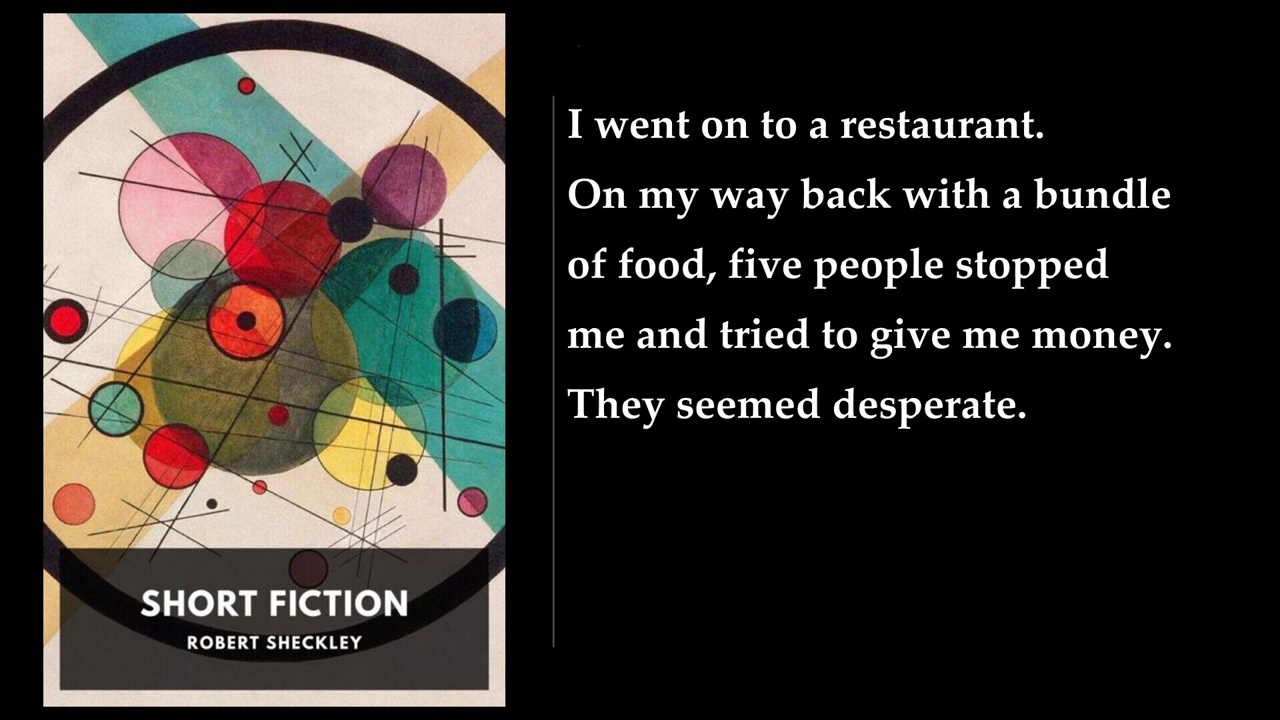 SHORT FICTION
ROBERT SHECKLEY
I went on to a restaurant.
On my way back with a bundle
of food, five people stopped
me and tried to give me money.
They seemed desperate.